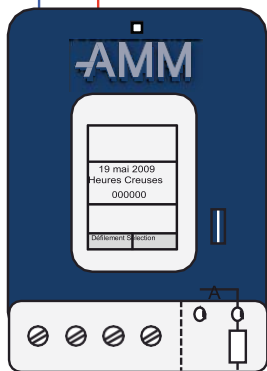 AMM
19 mai 2009
Heures Creuses
000000
Défilement Sélection
A